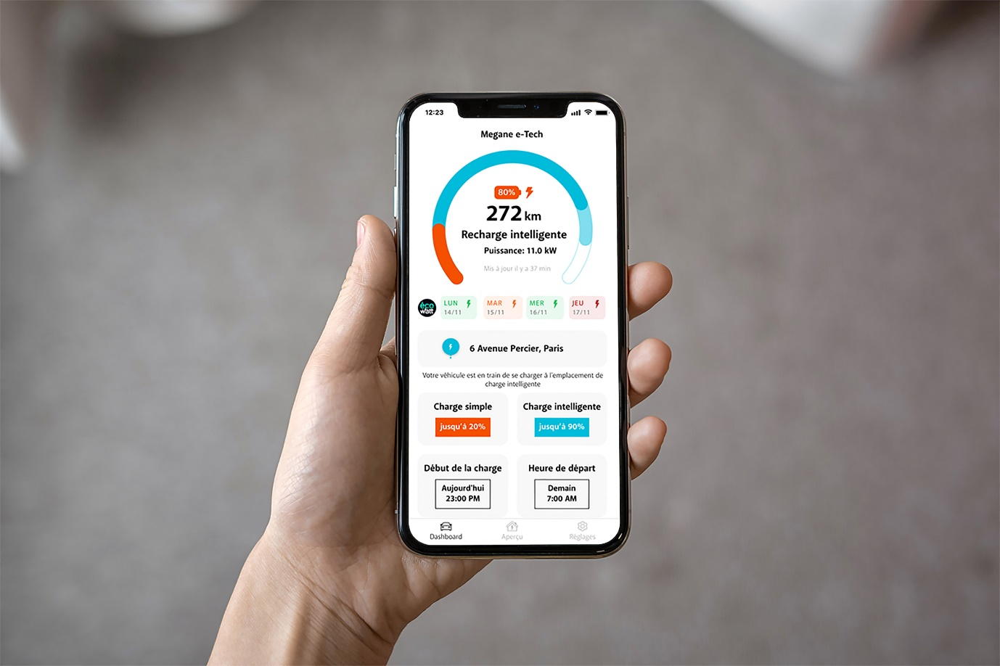 12:23
Megane e-Tech
80%
272 km
Recharge intelligente
Puissance: 11.0 kW
Mis à jour il y a 37 min
éco
watt
LUN
14/11
MAR
15/11
MER
16/11
JEU
17/11
6 Avenue Percier, Paris
Votre véhicule est en train de se charger à l'emplacement de
charge intelligente
Charge simple
jusqu'à 20%
Charge intelligente
jusqu'à 90%
Début de la charge
Aujourd'hui
23:00 PM
Heure de départ
Demain
7:00 AM
Dashboard
Aperçu
Règlages